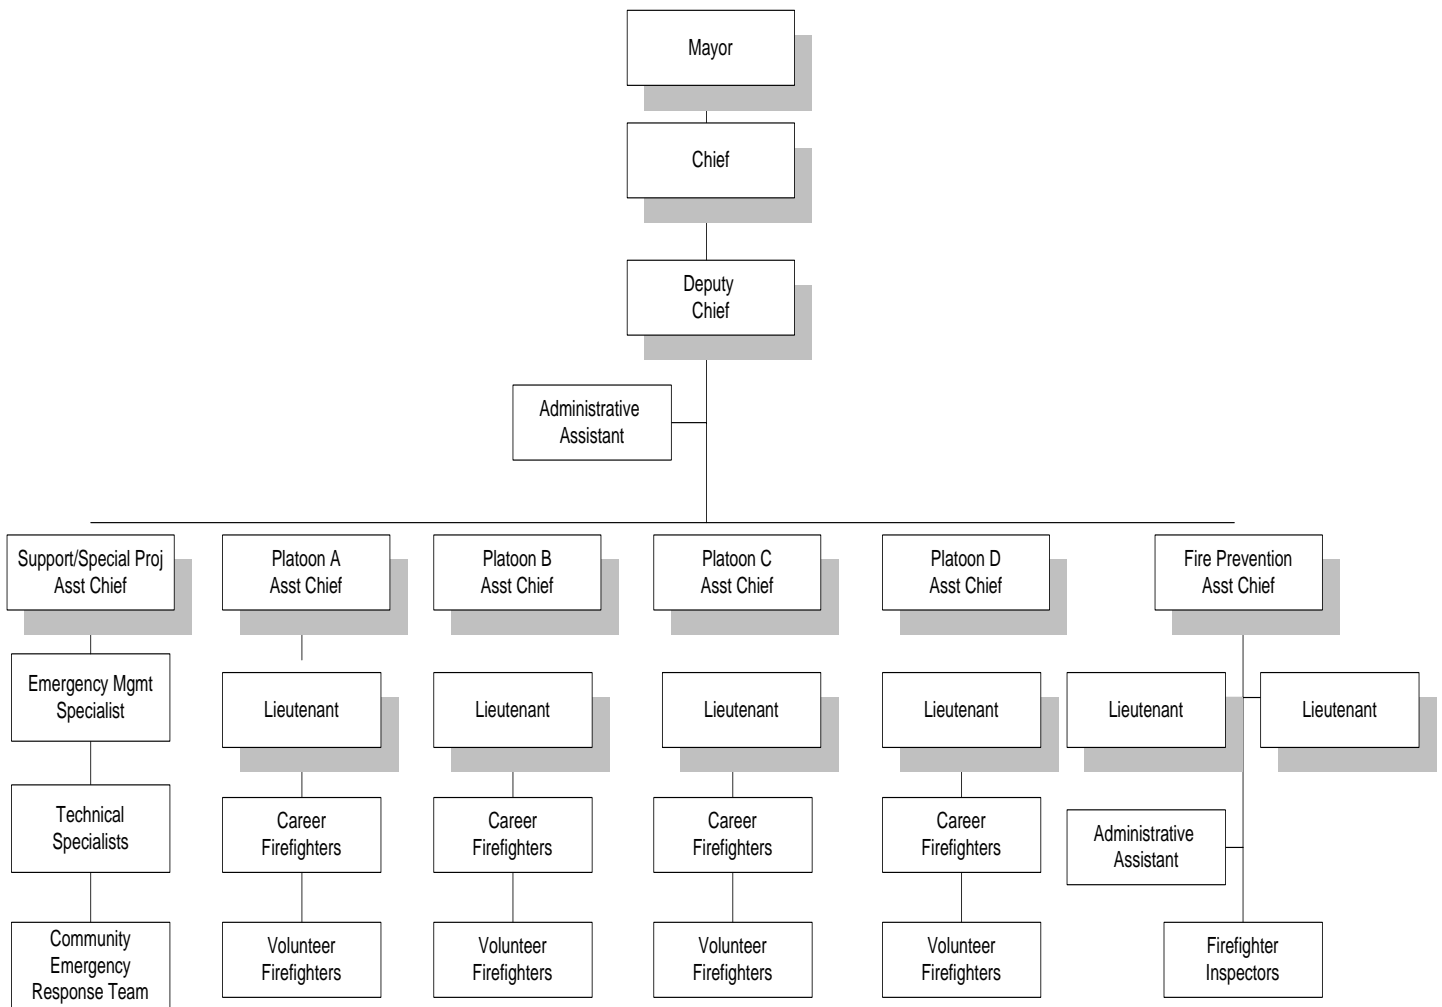 Mayor
Chief
Deputy
Chief
Administrative
Assistant
Support/Special Proj
Asst Chief
Platoon A
Asst Chief
Platoon B
Asst Chief
Platoon C
Asst Chief
Platoon D
Asst Chief
Fire Prevention
Asst Chief
Emergency Mgmt
Specialist
Lieutenant
Lieutenant
Lieutenant
Lieutenant
Lieutenant
Lieutenant
Technical
Specialists
Career
Firefighters
Career
Firefighters
Career
Firefighters
Career
Firefighters
Administrative
Assistant
Community
Emergency
Response Team
Volunteer
Firefighters
Volunteer
Firefighters
Volunteer
Firefighters
Volunteer
Firefighters
Firefighter
Inspectors